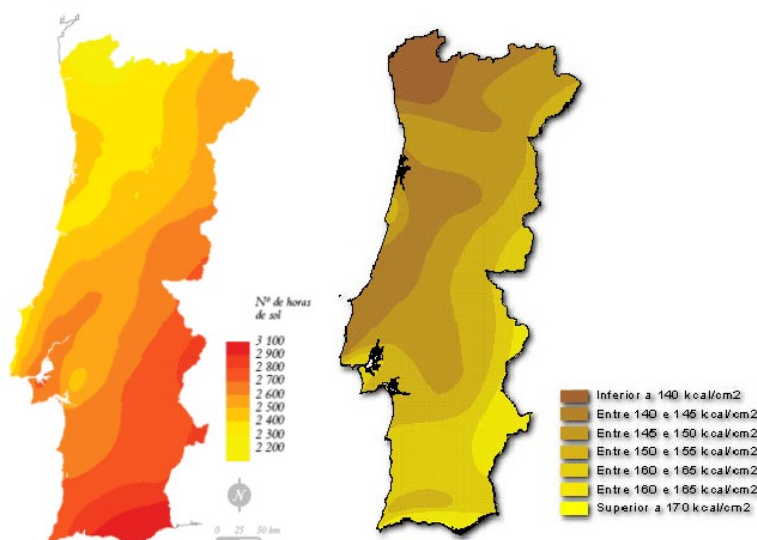 Nº de horas
de sol
3 100
2 900
2 800
2 700
2 600
2 500
2 400
2 300
2 200
N
0 25 50 km
Inferior a 140 kcal/cm2
Entre 140 e 145 kcal/cm2
Entre 145 e 150 kcal/cm2
Entre 150 e 155 kcal/cm2
Entre 160 e 165 kcal/cm2
Entre 160 e 165 kcal/cm2
Superior a 170 kcal/cm2